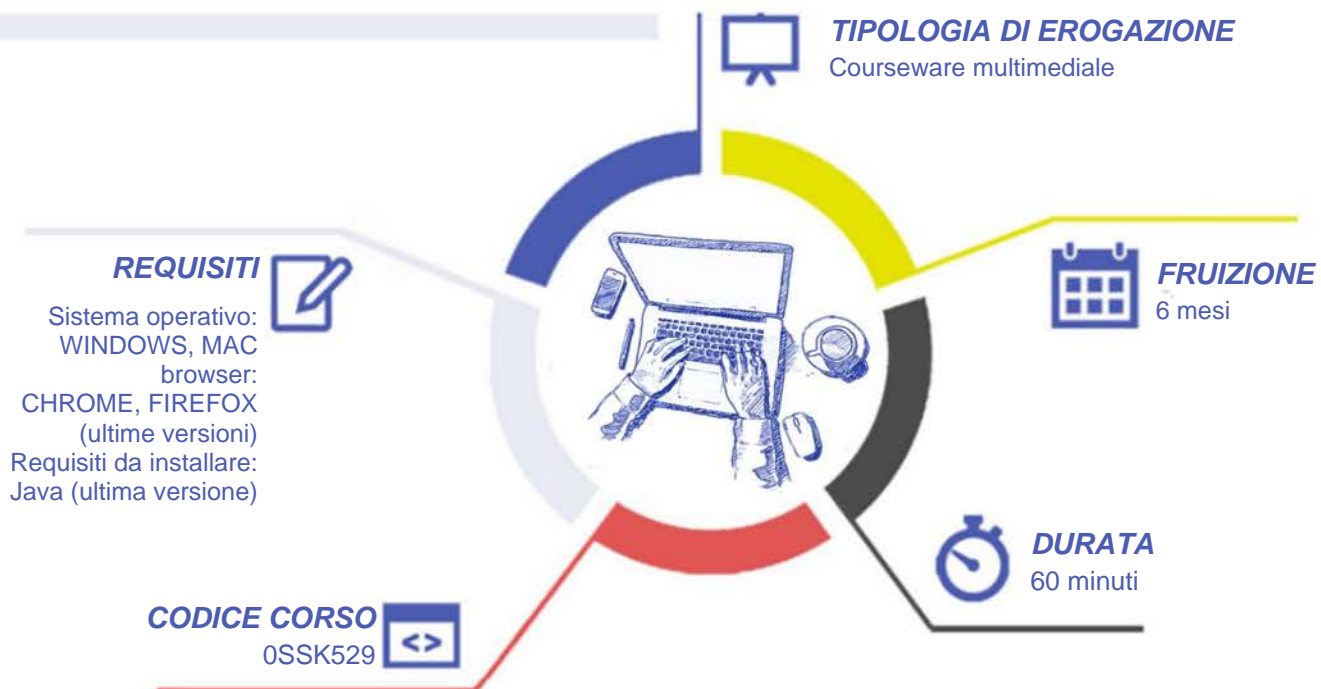 TIPOLOGIA DI EROGAZIONE
Courseware multimediale
REQUISITI
Sistema operativo:
WINDOWS, MAC
browser:
CHROME, FIREFOX
(ultime versioni)
Requisiti da installare:
Java (ultima versione)
FRUIZIONE
6 mesi
DURATA
60 minuti
CODICE CORSO
0SSK529